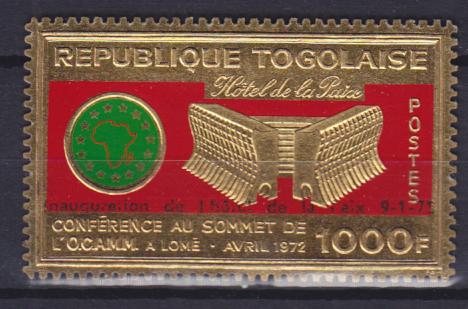 REPUBLIQUE TOGOLAISE
Hôtel de la Paix
POSTES
Inauguration de l'hôtel de la Paix 9-1-75
CONFÉRENCE AU SOMMET DE
L'O.C.A.M.M. A LOMÉ - AVRIL 1972
1000F